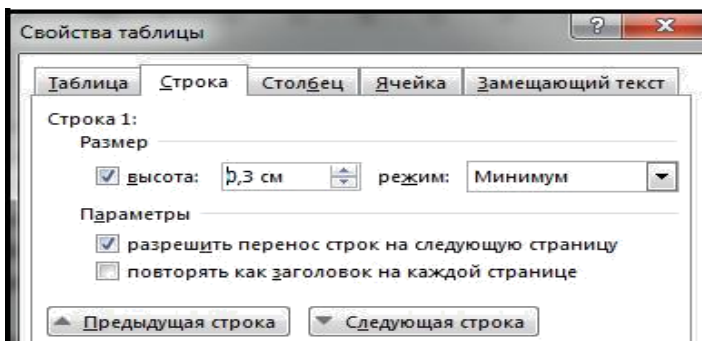 Свойства таблицы ?
Таблица Строка Столбец Ячейка Замещающий текст
Строка 1:
Размер
высота: 0,3 см режим: Минимум
Параметры
разрешить перенос строк на следующую страницу
повторять как заголовок на каждой странице
Предыдущая строка Следующая строка